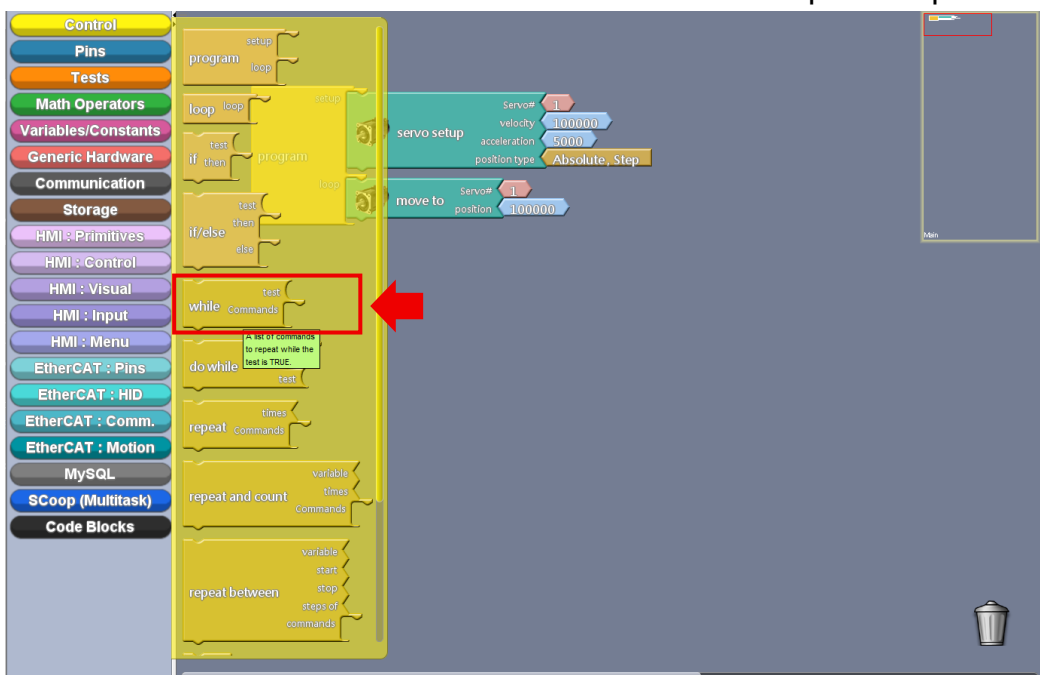 Control
Pins
Tests
Math Operators
Variables/Constants
Generic Hardware
Communication
Storage
HMI : Primitives
HMI : Control
HMI : Visual
HMI : Input
HMI : Menu
EtherCAT : Pins
EtherCAT : HID
EtherCAT : Comm.
EtherCAT : Motion
MySQL
SCoop (Multitask)
Code Blocks
setup
program
loop
loop loop
test
if then
test
then
if/else
else
test
while Commands
A list of commands
to repeat while the
test is TRUE.
do while
test
times
repeat Commands
variable
repeat and count times
Commands
variable
start
repeat between stop
steps of
commands
setup
program
loop
Servo# 1
velocity 100000
servo setup
acceleration 5000
position type Absolute, Step
Servo# 1
move to
position 100000
Main